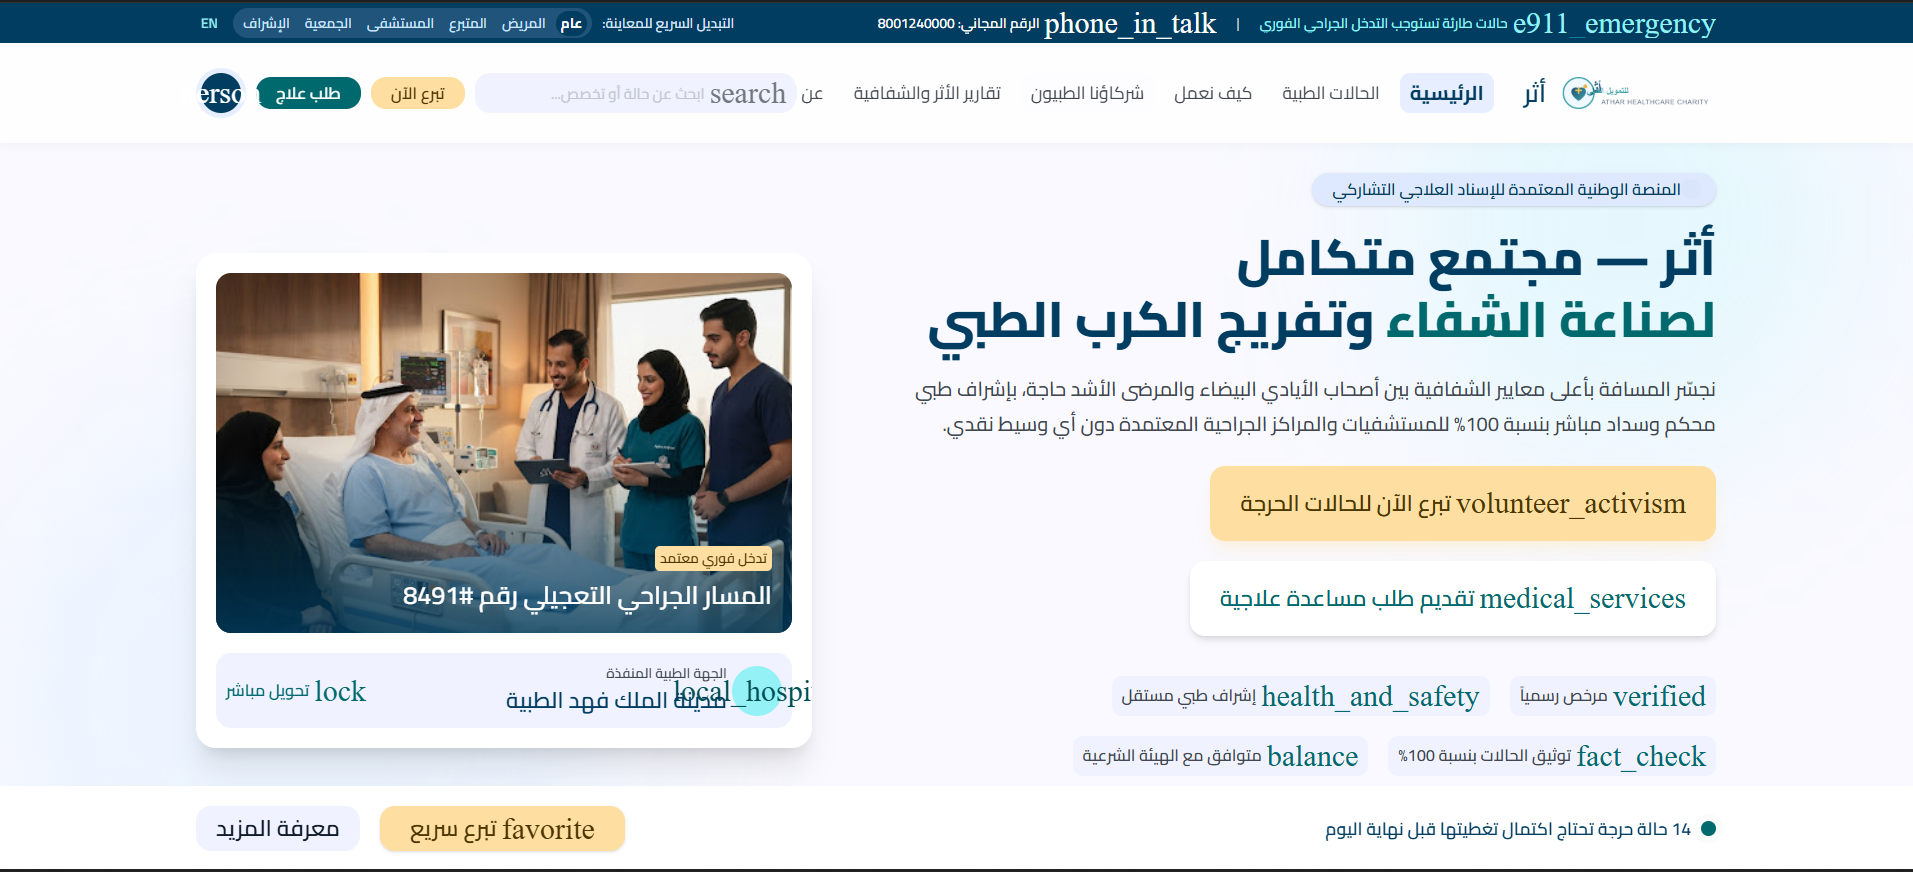 e911_emergency حالات طارئة تستوجب التدخل الجراحي الفوري | phone_in_talk الرقم المجاني: 8001240000
التبديل السريع للمعاينة: عام المريض المتبرع المستشفى الجمعية الإشراف EN
ATHAR HEALTHCARE CHARITY
أثر
الرئيسية الحالات الطبية كيف نعمل شركاؤنا الطبيون تقارير الأثر والشفافية عن
search ابحث عن حالة أو تخصص...
تبرع الآن
طلب علاج
المنصة الوطنية المعتمدة للإسناد العلاجي التشاركي
أثر — مجتمع متكامل
لصناعة الشفاء وتفريج الكرب الطبي
نجسّر المسافة بأعلى معايير الشفافية بين أصحاب الأيادي البيضاء والمرضى الأشد حاجة، بإشراف طبي
محكم وسداد مباشر بنسبة 100% للمستشفيات والمراكز الجراحية المعتمدة دون أي وسيط نقدي.
volunteer_activism تبرع الآن للحالات الحرجة
medical_services تقديم طلب مساعدة علاجية
verified مرخص رسمياً
health_and_safety إشراف طبي مستقل
fact_check توثيق الحالات بنسبة 100%
balance متوافق مع الهيئة الشرعية
تدخل فوري معتمد
المسار الجراحي التعجيلي رقم #8491
local_hospi
الجهة الطبية المنفذة
مدينة الملك فهد الطبية
lock تحويل مباشر
14 حالة حرجة تحتاج اكتمال تغطيتها قبل نهاية اليوم
favorite تبرع سريع
معرفة المزيد